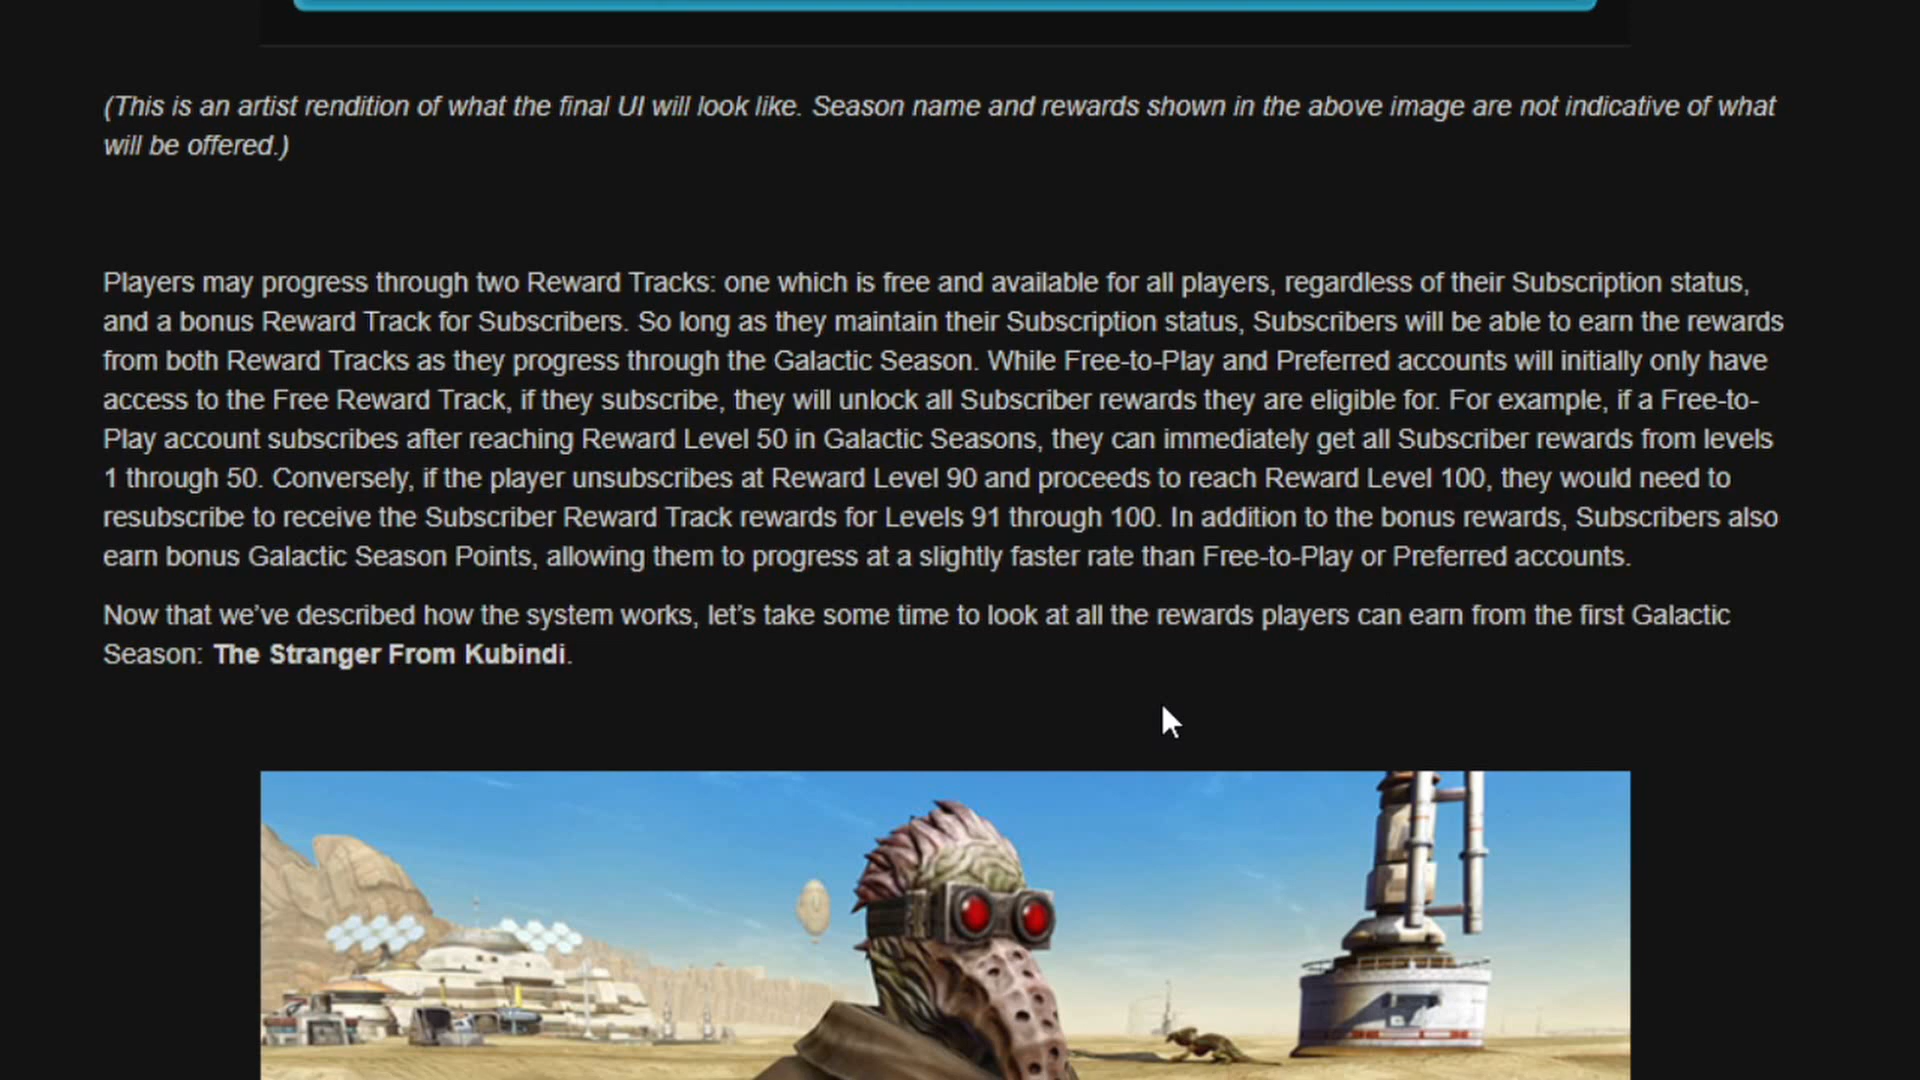 (This is an artist rendition of what the final UI will look like. Season name and rewards shown in the above image are not indicative of what
will be offered.)
Players may progress through two Reward Tracks: one which is free and available for all players, regardless of their Subscription status,
and a bonus Reward Track for Subscribers. So long as they maintain their Subscription status, Subscribers will be able to earn the rewards
from both Reward Tracks as they progress through the Galactic Season. While Free-to-Play and Preferred accounts will initially only have
access to the Free Reward Track, if they subscribe, they will unlock all Subscriber rewards they are eligible for. For example, if a Free-to-
Play account subscribes after reaching Reward Level 50 in Galactic Seasons, they can immediately get all Subscriber rewards from levels
1 through 50. Conversely, if the player unsubscribes at Reward Level 90 and proceeds to reach Reward Level 100, they would need to
resubscribe to receive the Subscriber Reward Track rewards for Levels 91 through 100. In addition to the bonus rewards, Subscribers also
earn bonus Galactic Season Points, allowing them to progress at a slightly faster rate than Free-to-Play or Preferred accounts.
Now that we’ve described how the system works, let’s take some time to look at all the rewards players can earn from the first Galactic
Season: The Stranger From Kubindi.